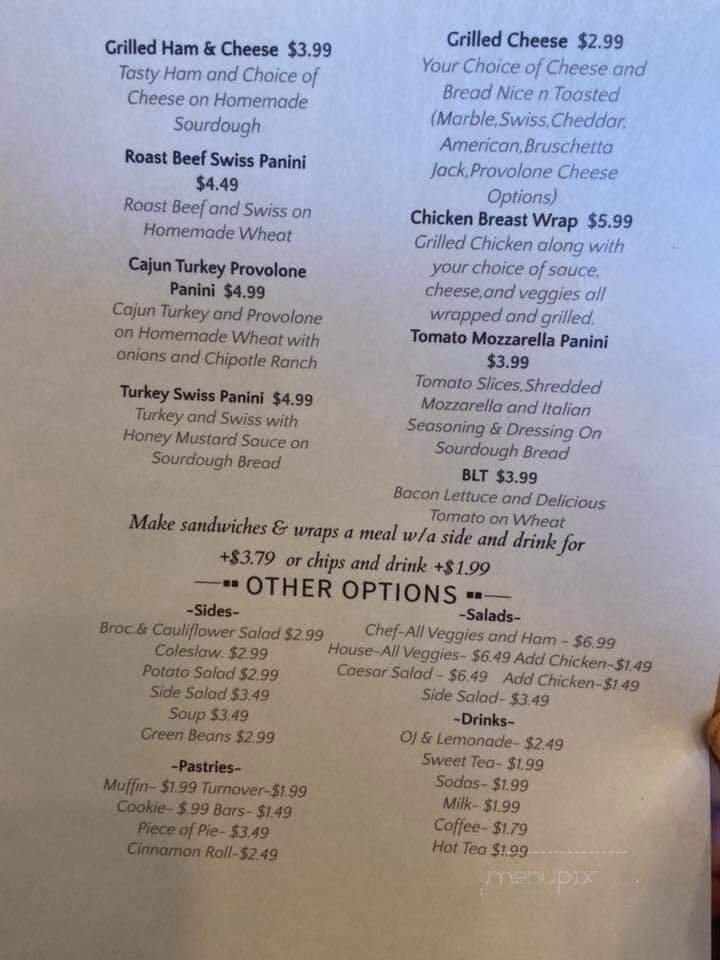 Grilled Ham & Cheese $3.99
Tasty Ham and Choice of
Cheese on Homemade
Sourdough
Roast Beef Swiss Panini
$4.49
Roast Beef and Swiss on
Homemade Wheat
Cajun Turkey Provolone
Panini $4.99
Cajun Turkey and Provolone
on Homemade Wheat with
onions and Chipotle Ranch
Turkey Swiss Panini $4.99
Turkey and Swiss with
Honey Mustard Sauce on
Sourdough Bread
Grilled Cheese $2.99
Your Choice of Cheese and
Bread Nice n Toasted
(Marble,Swiss,Cheddar,
American,Bruschetta
Jack,Provolone Cheese
Options)
Chicken Breast Wrap $5.99
Grilled Chicken along with
your choice of sauce,
cheese,and veggies all
wrapped and grilled.
Tomato Mozzarella Panini
$3.99
Tomato Slices,Shredded
Mozzarella and Italian
Seasoning & Dressing On
Sourdough Bread
BLT $3.99
Bacon Lettuce and Delicious
Tomato on Wheat
Make sandwiches & wraps a meal w/a side and drink for
+$3.79 or chips and drink +$1.99
OTHER OPTIONS
-Sides-
Broc.& Cauliflower Salad $2.99
Coleslaw. $2.99
Potato Salad $2.99
Side Salad $3.49
Soup $3.49
Green Beans $2.99
-Pastries-
Muffin- $1.99 Turnover-$1.99
Cookie- $.99 Bars- $1.49
Piece of Pie- $3.49
Cinnamon Roll-$2.49
-Salads-
Chef-All Veggies and Ham - $6.99
House-All Veggies- $6.49 Add Chicken-$1.49
Caesar Salad - $6.49 Add Chicken-$1.49
Side Salad- $3.49
-Drinks-
OJ & Lemonade- $2.49
Sweet Tea- $1.99
Sodas- $1.99
Milk- $1.99
Coffee- $1.79
Hot Tea $1.99
menupix